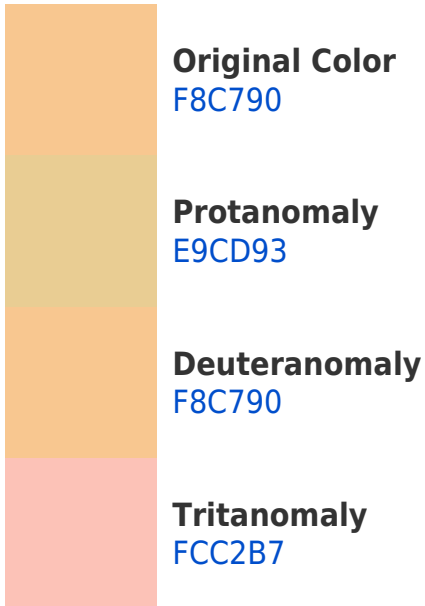 Original Color
F8C790
Protanomaly
E9CD93
Deuteranomaly
F8C790
Tritanomaly
FCC2B7